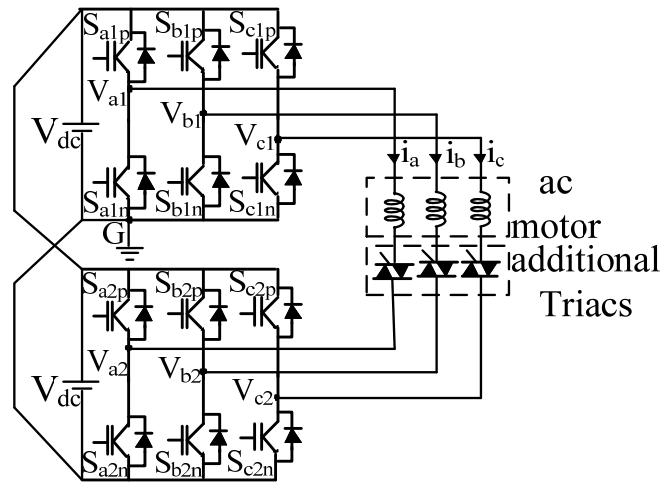 Sa1p Sb1p Sc1p
Va1
Vb1
Vc1
Vdc
ia ib ic
Sa1n Sb1n Sc1n
G
ac
motor
additional
Triacs
Sa2p Sb2p Sc2p
Va2
Vb2
Vc2
Vdc
Sa2n Sb2n Sc2n